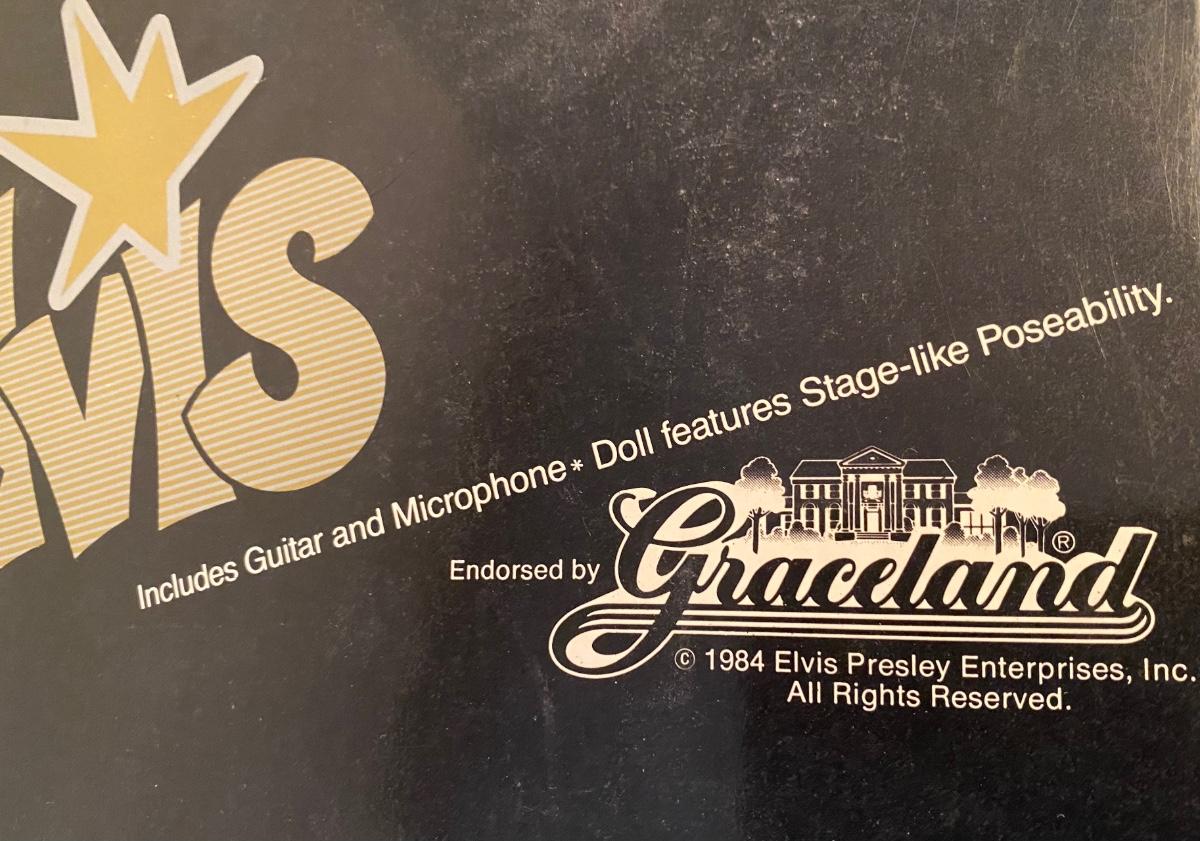 ELVIS
Includes Guitar and Microphone* Doll features Stage-like Poseability.
Endorsed by Graceland®
© 1984 Elvis Presley Enterprises, Inc.
All Rights Reserved.